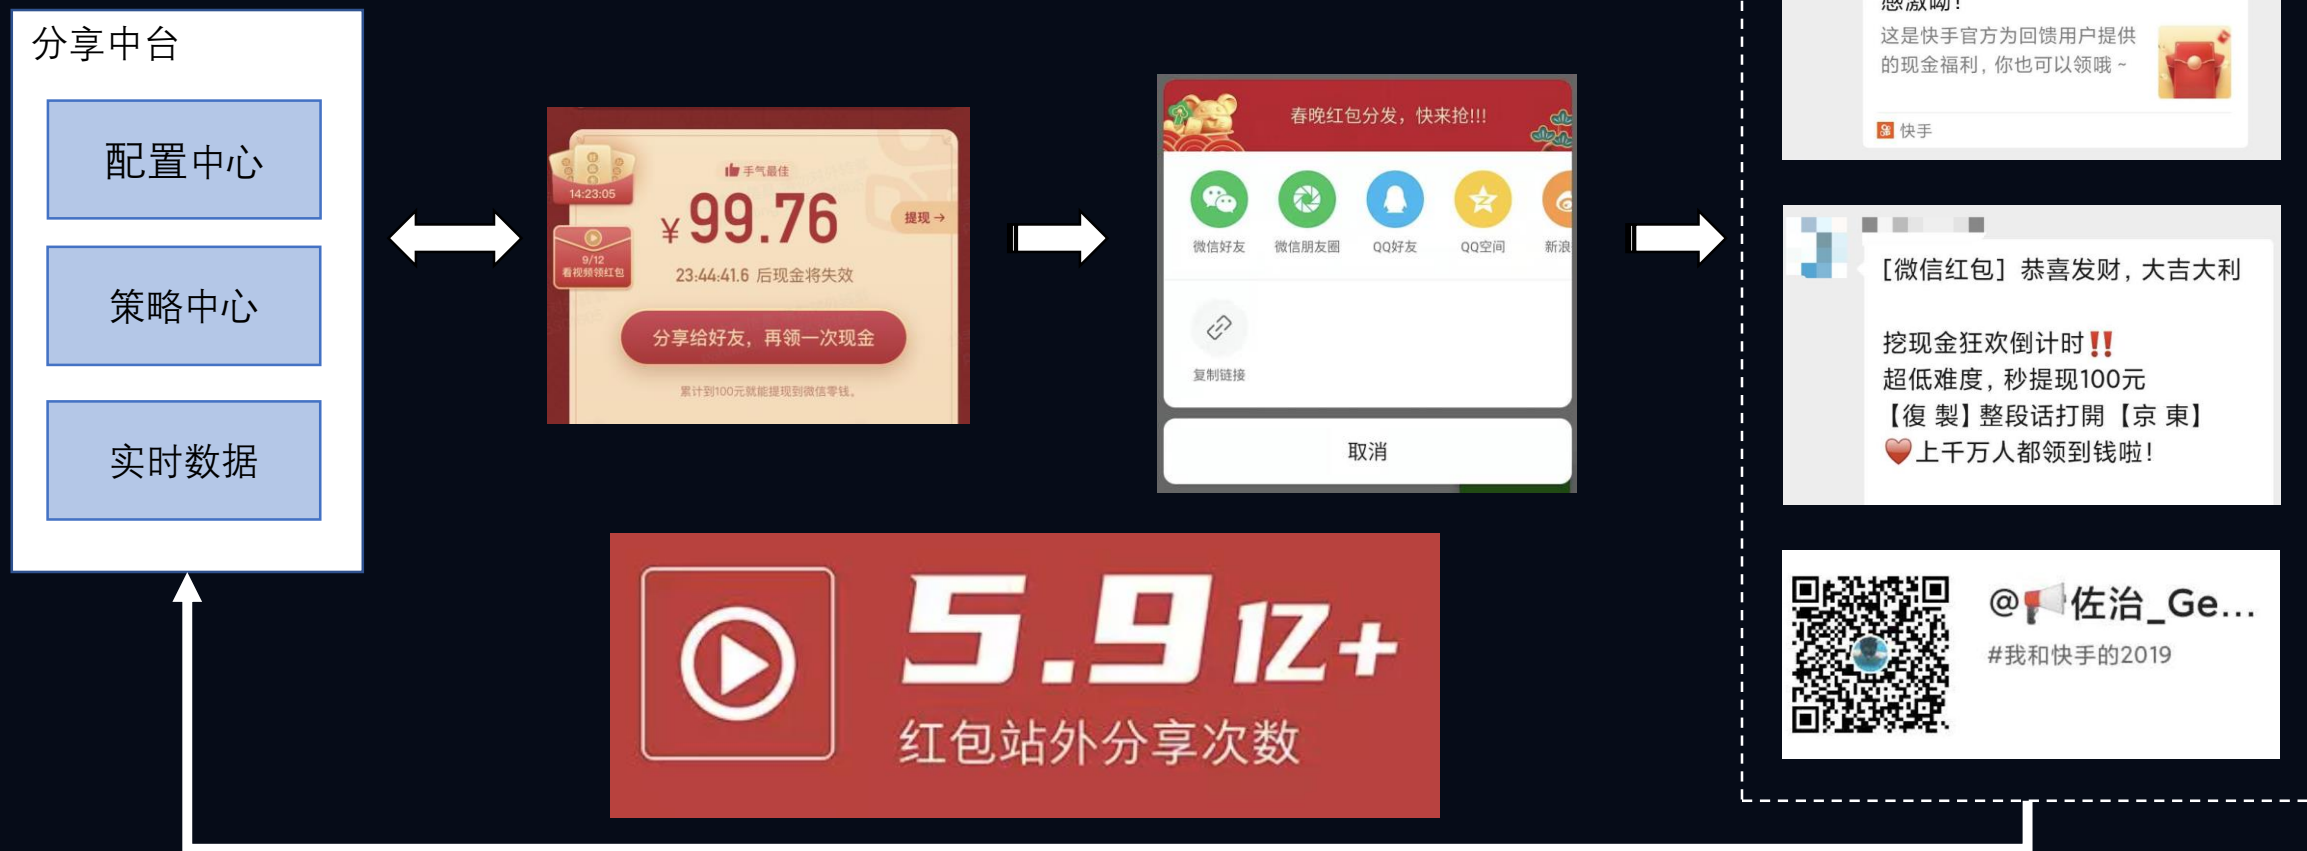 分享中台
配置中心
策略中心
实时数据
14:23:05
9/12
看视频领红包
手气最佳
¥99.76
提现→
23:44:41.6 后现金将失效
分享给好友，再领一次现金
累计到100元就能提现到微信零钱。
春晚红包分发，快来抢!!!
微信好友
微信朋友圈
QQ好友
QQ空间
新浪
复制链接
取消
5.9亿+
红包站外分享次数
感激呦！
这是快手官方为回馈用户提供
的现金福利，你也可以领哦~
快手
[微信红包] 恭喜发财，大吉大利
挖现金狂欢倒计时‼️
超低难度，秒提现100元
【復 製】整段话打開【京 東】
❤️上千万人都领到钱啦！
@📢佐治_Ge...
#我和快手的2019